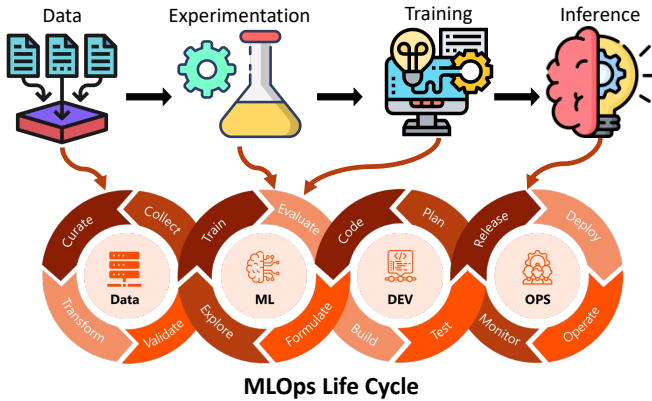 Data
Experimentation
Training
Inference
Curate
Collect
Train
Evaluate
Code
Plan
Release
Deploy
Data
ML
DEV
OPS
Transform
Validate
Explore
Formulate
Build
Test
Monitor
Operate
MLOps Life Cycle